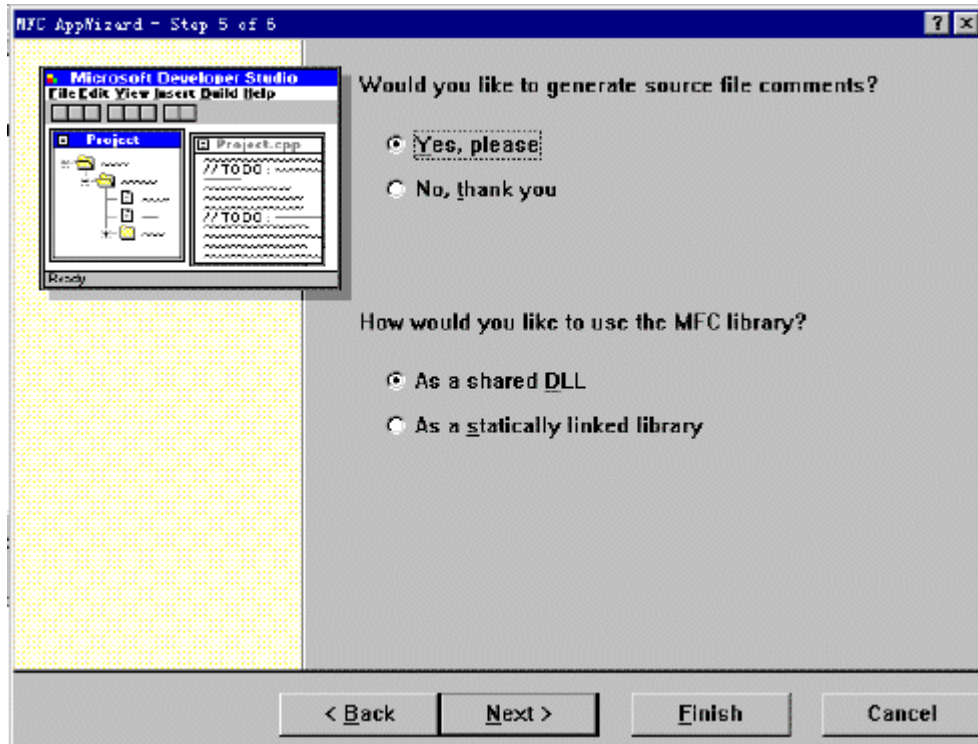 MFC AppWizard - Step 5 of 6
Microsoft Developer Studio
File Edit View Insert Build Help
Project
Project.cpp
//TODO:
//TODO:
Ready
Would you like to generate source file comments?
Yes, please
No, thank you
How would you like to use the MFC library?
As a shared DLL
As a statically linked library
< Back
Next >
Finish
Cancel